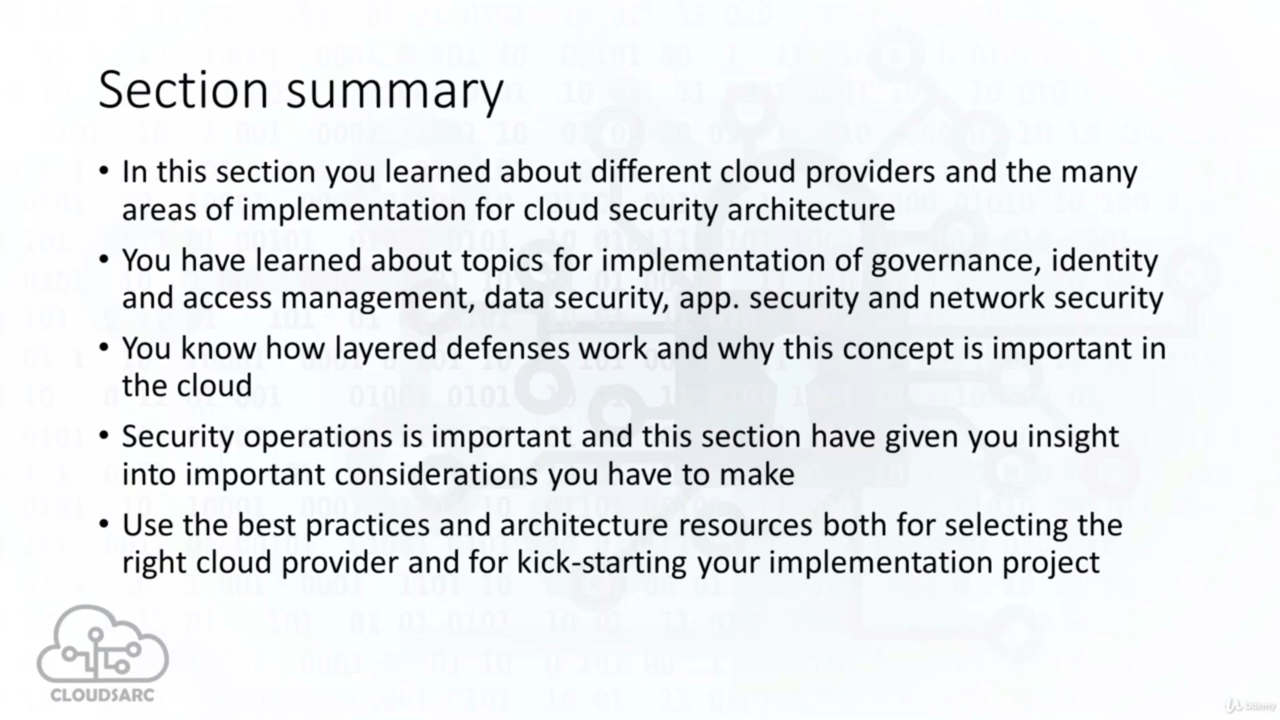 Section summary
• In this section you learned about different cloud providers and the many
areas of implementation for cloud security architecture
• You have learned about topics for implementation of governance, identity
and access management, data security, app. security and network security
• You know how layered defenses work and why this concept is important in
the cloud
• Security operations is important and this section have given you insight
into important considerations you have to make
• Use the best practices and architecture resources both for selecting the
right cloud provider and for kick-starting your implementation project
CLOUDSARC
Udemy